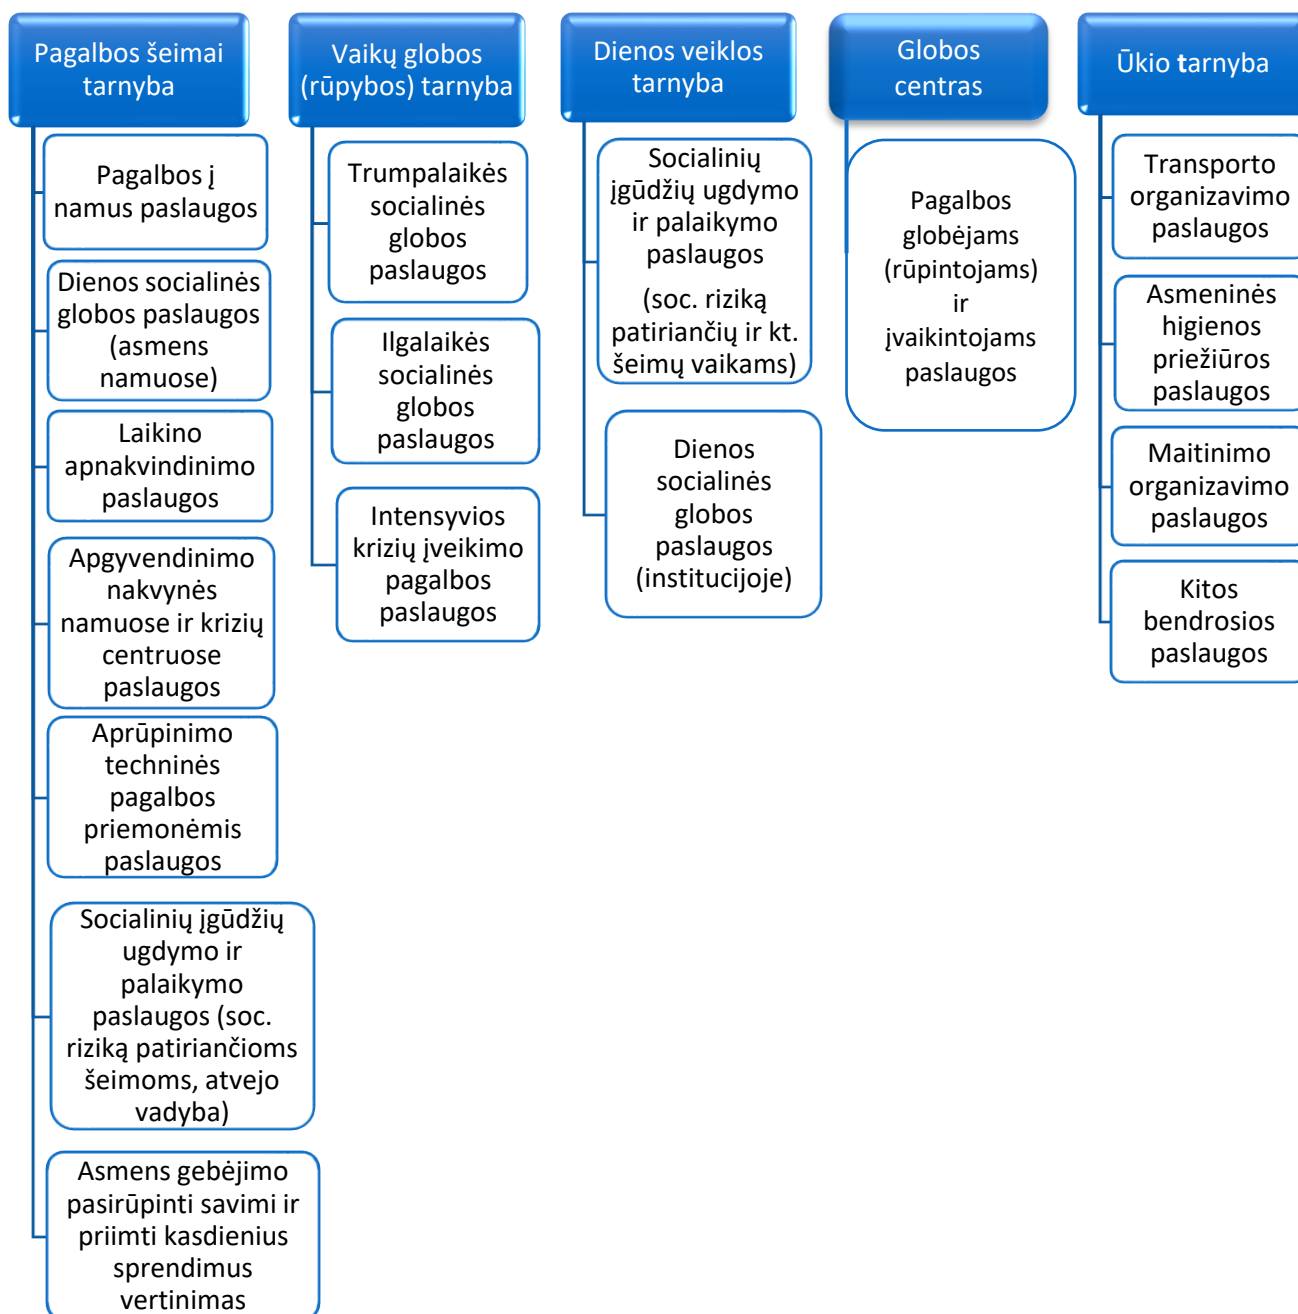 Pagalbos šeimai
tarnyba
Pagalbos į
namus paslaugos
Dienos socialinės
globos paslaugos
(asmens
namuose)
Laikino
apnakvindinimo
paslaugos
Apgyvendinimo
nakvynės
namuose ir krizių
centruose
paslaugos
Aprūpinimo
techninės
pagalbos
priemonėmis
paslaugos
Socialinių įgūdžių
ugdymo ir
palaikymo
paslaugos (soc.
riziką patiriančioms
šeimoms, atvejo
vadyba)
Asmens gebėjimo
pasirūpinti savimi ir
priimti kasdienius
sprendimus
vertinimas
Vaikų globos
(rūpybos) tarnyba
Trumpalaikės
socialinės
globos
paslaugos
Ilgalaikės
socialinės
globos
paslaugos
Intensyvios
krizių įveikimo
pagalbos
paslaugos
Dienos veiklos
tarnyba
Socialinių
įgūdžių ugdymo
ir palaikymo
paslaugos
(soc. riziką
patiriančių ir kt.
šeimų vaikams)
Dienos
socialinės
globos
paslaugos
(institucijoje)
Globos
centras
Pagalbos
globėjams
(rūpintojams)
ir
įvaikintojams
paslaugos
Ūkio tarnyba
Transporto
organizavimo
paslaugos
Asmeninės
higienos
priežiūros
paslaugos
Maitinimo
organizavimo
paslaugos
Kitos
bendrosios
paslaugos